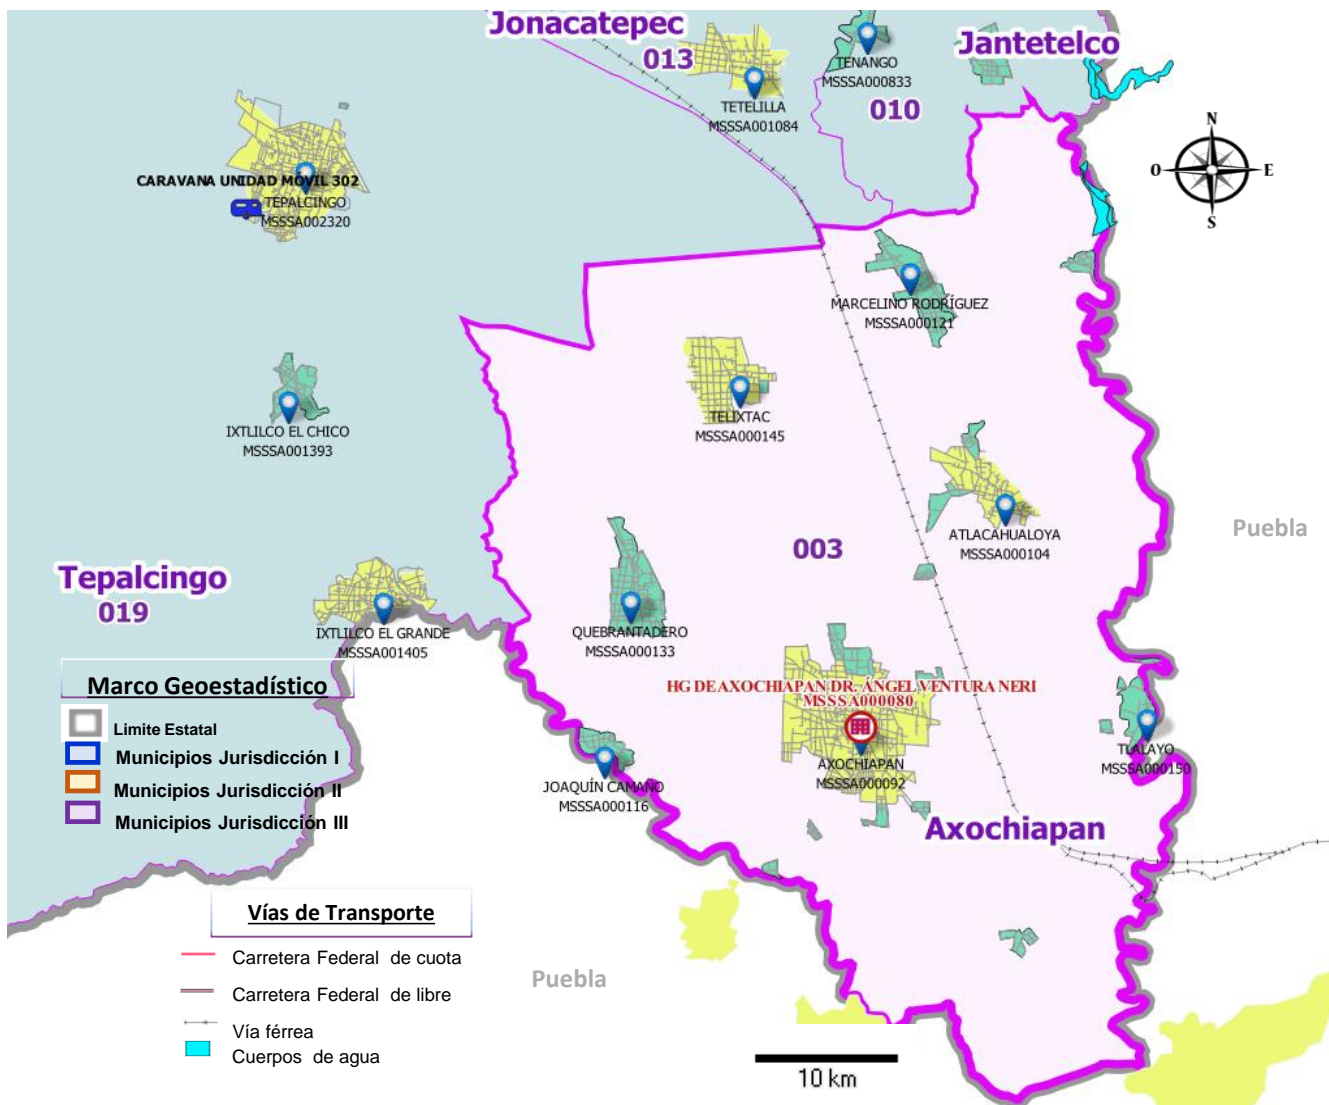 Jonacatepec
013
Jantetelco
TENANGO
MSSSA000833
010
TETELILLA
MSSSA001084
N
O
E
S
CARAVANA UNIDAD MÓVIL 302
TEPALCINGO
MSSSA002320
MARCELINO RODRÍGUEZ
MSSSA000121
IXTLILCO EL CHICO
MSSSA001393
TELIXTAC
MSSSA000145
ATLACAHUALOYA
MSSSA000104
Puebla
003
Tepalcingo
019
IXTLILCO EL GRANDE
MSSSA001405
QUEBRANTADERO
MSSSA000133
HG DE AXOCHIAPAN DR. ÁNGEL VENTURA NERI
MSSSA000080
AXOCHIAPAN
MSSSA000092
TLALAYO
MSSSA000150
JOAQUÍN CAMAÑO
MSSSA000116
Axochiapan
Marco Geoestadístico
Limite Estatal
Municipios Jurisdicción I
Municipios Jurisdicción II
Municipios Jurisdicción III
Vías de Transporte
Carretera Federal de cuota
Carretera Federal de libre
Vía férrea
Cuerpos de agua
Puebla
10 km